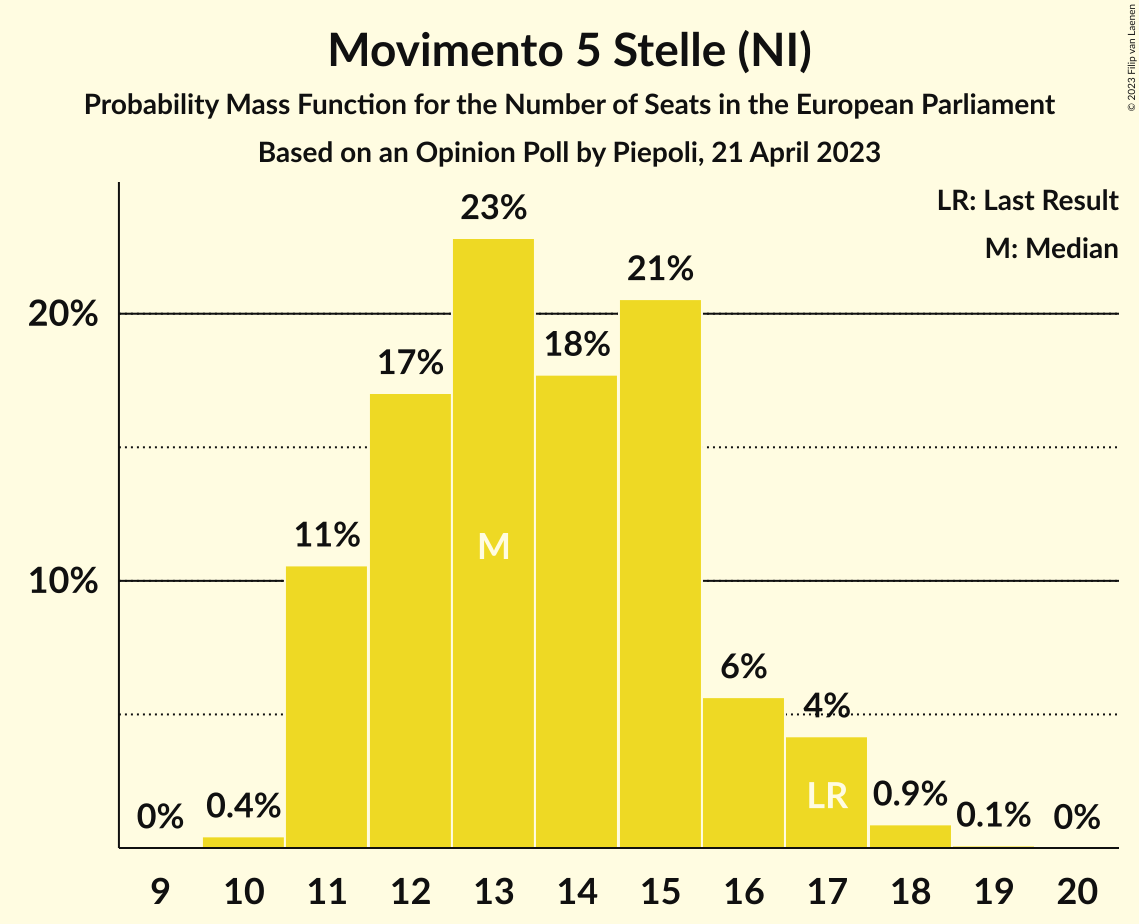 Movimento 5 Stelle (NI)
Probability Mass Function for the Number of Seats in the European Parliament
Based on an Opinion Poll by Piepoli, 21 April 2023
© 2023 Filip van Laenen
LR: Last Result
M: Median
20%
10%
0%
0.4%
11%
17%
23%
18%
21%
6%
4%
0.9%
0.1%
0%
M
LR
9 10 11 12 13 14 15 16 17 18 19 20